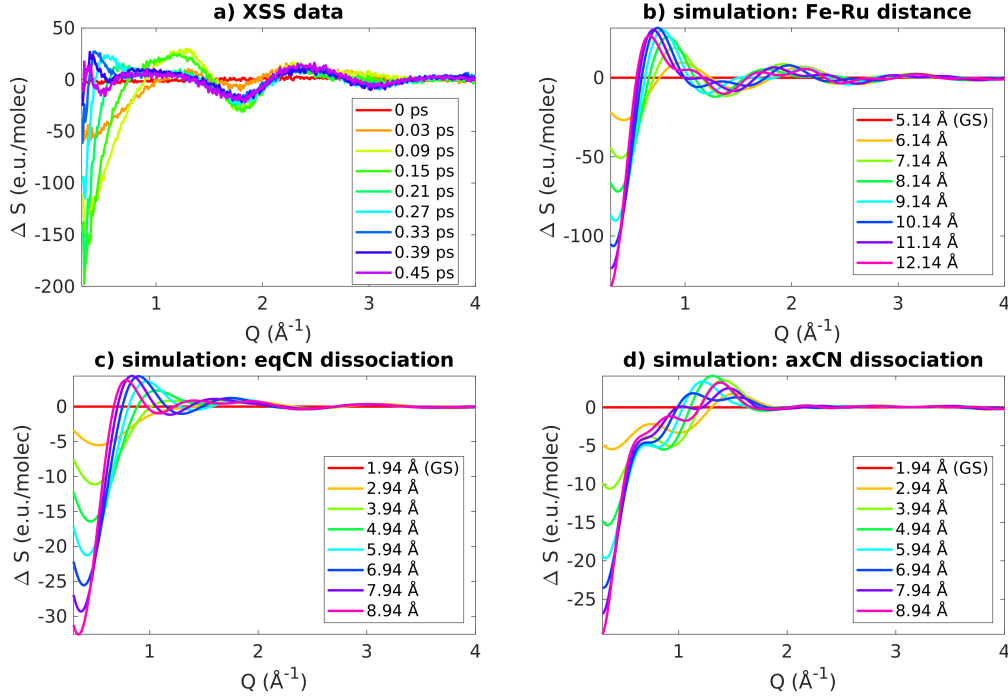 a) XSS data
50
0
-50
-100
-150
-200
Δ S (e.u./molec)
1
2
3
4
Q (Å⁻¹)
0 ps
0.03 ps
0.09 ps
0.15 ps
0.21 ps
0.27 ps
0.33 ps
0.39 ps
0.45 ps
b) simulation: Fe-Ru distance
0
-50
-100
Δ S (e.u./molec)
1
2
3
4
Q (Å⁻¹)
5.14 Å (GS)
6.14 Å
7.14 Å
8.14 Å
9.14 Å
10.14 Å
11.14 Å
12.14 Å
c) simulation: eqCN dissociation
0
-5
-10
-15
-20
-25
-30
Δ S (e.u./molec)
1
2
3
4
Q (Å⁻¹)
1.94 Å (GS)
2.94 Å
3.94 Å
4.94 Å
5.94 Å
6.94 Å
7.94 Å
8.94 Å
d) simulation: axCN dissociation
0
-5
-10
-15
-20
-25
Δ S (e.u./molec)
1
2
3
4
Q (Å⁻¹)
1.94 Å (GS)
2.94 Å
3.94 Å
4.94 Å
5.94 Å
6.94 Å
7.94 Å
8.94 Å